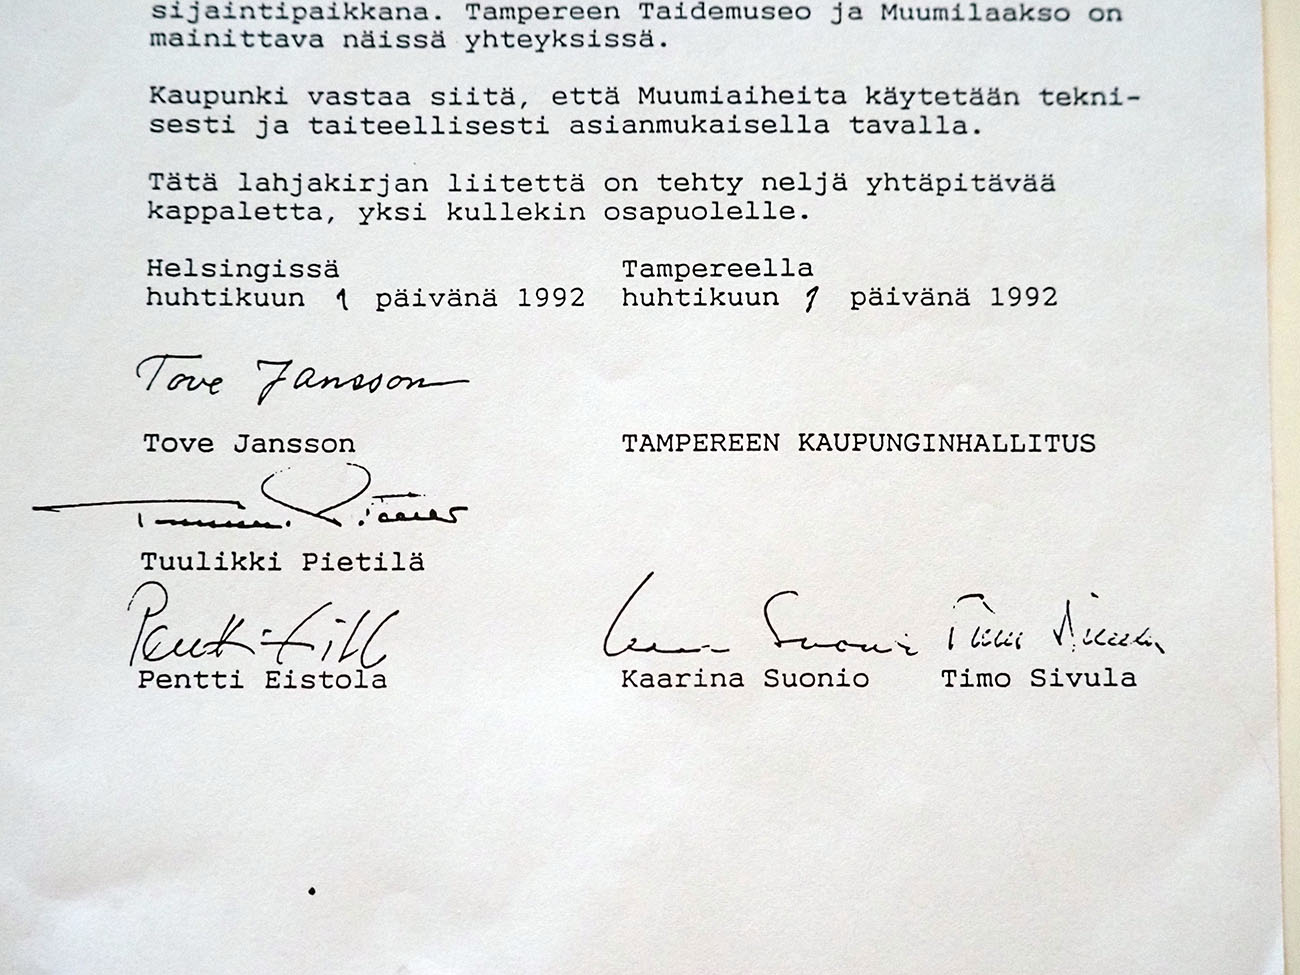 sijaintipaikkana. Tampereen Taidemuseo ja Muumilaakso on
mainittava näissä yhteyksissä.
Kaupunki vastaa siitä, että Muumiaiheita käytetään tekni-
sesti ja taiteellisesti asianmukaisella tavalla.
Tätä lahjakirjan liitettä on tehty neljä yhtäpitävää
kappaletta, yksi kullekin osapuolelle.
Helsingissä Tampereella
huhtikuun 1 päivänä 1992 huhtikuun 1 päivänä 1992
Tove Jansson
Tove Jansson TAMPEREEN KAUPUNGINHALLITUS
Tuulikki Pietilä
Pentti Eistola Kaarina Suonio Timo Sivula